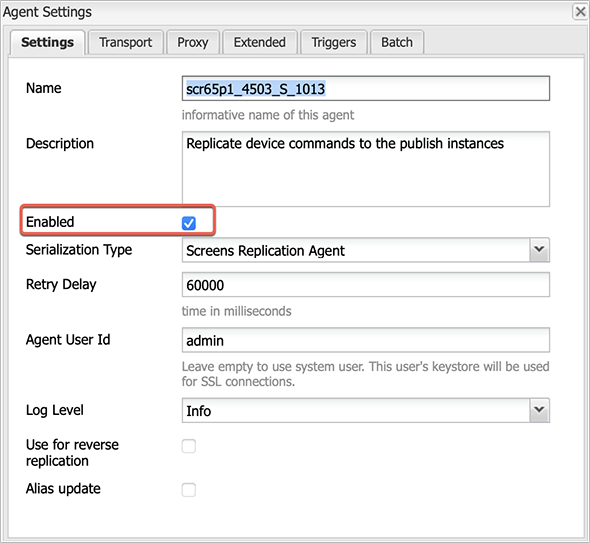 Agent Settings
Settings Transport Proxy Extended Triggers Batch
Name scr65p1_4503_S_1013
informative name of this agent
Description Replicate device commands to the publish instances
Enabled
Serialization Type Screens Replication Agent
Retry Delay 60000
time in milliseconds
Agent User Id admin
Leave empty to use system user. This user's keystore will be used
for SSL connections.
Log Level Info
Use for reverse
replication
Alias update